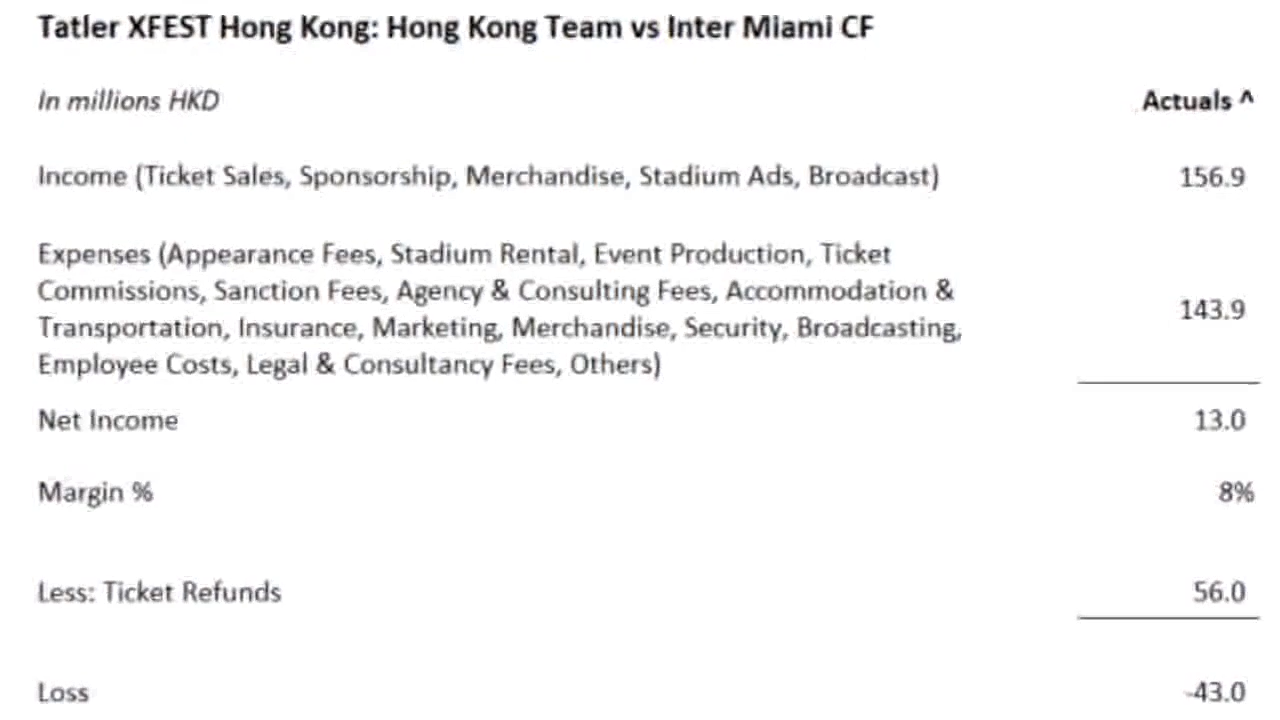 Tatler XFEST Hong Kong: Hong Kong Team vs Inter Miami CF
In millions HKD Actuals ^
Income (Ticket Sales, Sponsorship, Merchandise, Stadium Ads, Broadcast) 156.9
Expenses (Appearance Fees, Stadium Rental, Event Production, Ticket
Commissions, Sanction Fees, Agency & Consulting Fees, Accommodation &
Transportation, Insurance, Marketing, Merchandise, Security, Broadcasting,
Employee Costs, Legal & Consultancy Fees, Others) 143.9
Net Income 13.0
Margin % 8%
Less: Ticket Refunds 56.0
Loss -43.0